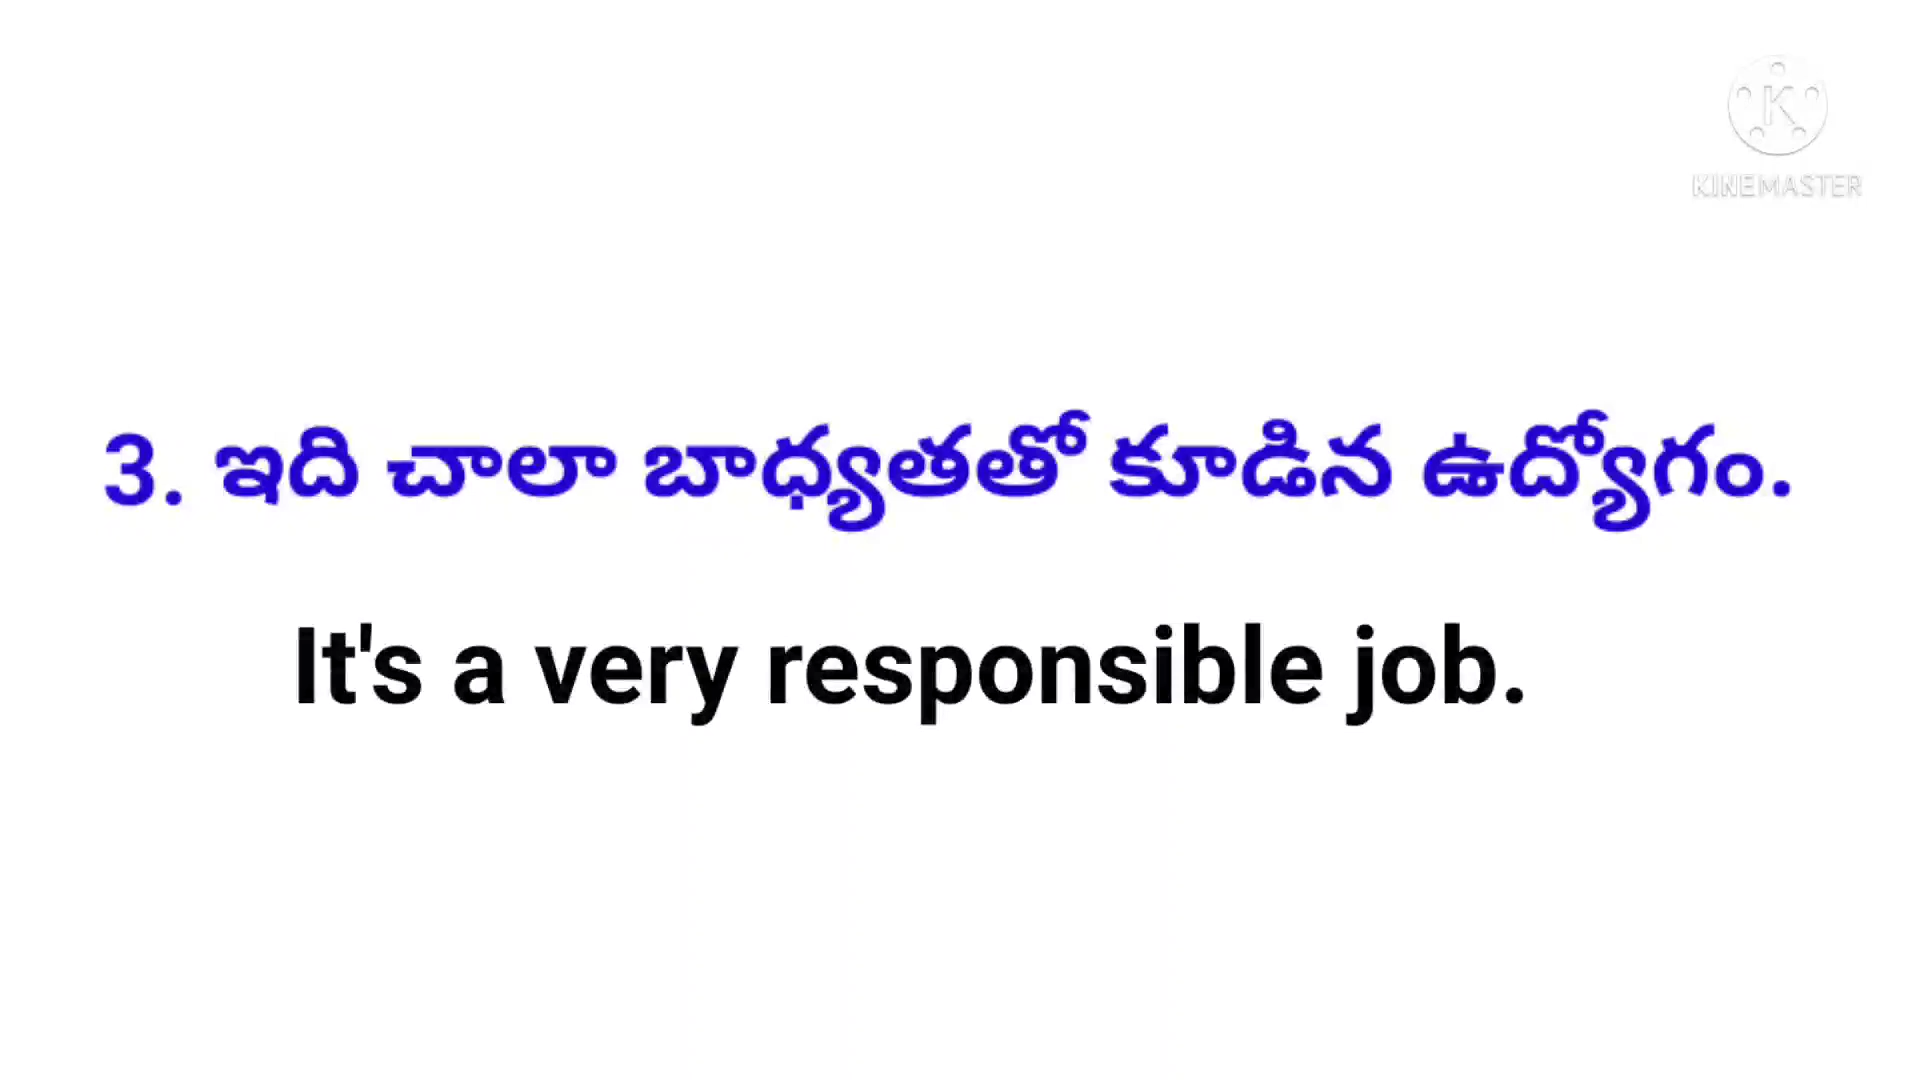 KINEMASTER
3. ఇది చాలా బాధ్యతతో కూడిన ఉద్యోగం.
It's a very responsible job.